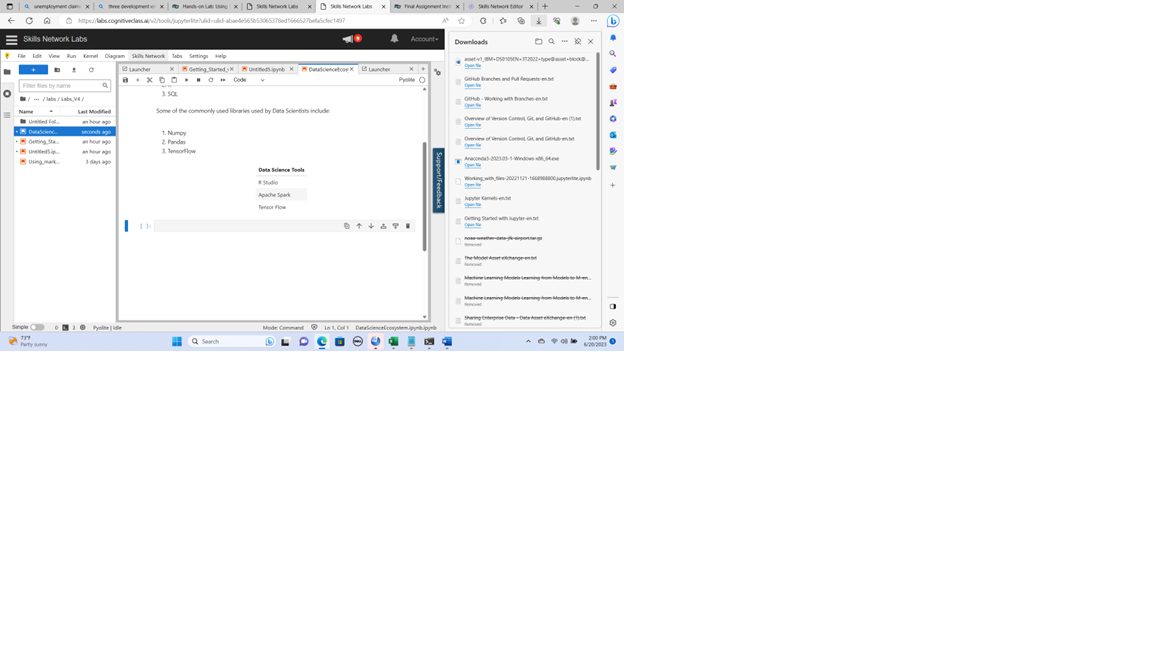 unemployment claims
three development en
Hands-on Lab: Using
Skills Network Labs
Skills Network Labs
Final Assignment Inst
Skills Network Editor
https://labs.cognitiveclass.ai/v2/tools/jupyterlite?ulid=ulid-abae4e565b53065378ed1666527befa5cfec1497
Skills Network Labs
9
Account
File Edit View Run Kernel Diagram Skills Network Tabs Settings Help
Filter files by name
/ ··· / labs / Labs_V4 /
Name Last Modified
Untitled Fol... an hour ago
DataScienc... seconds ago
Getting_Sta... an hour ago
Untitled5.ip... an hour ago
Using_mark... 3 days ago
Launcher
Getting_Started_
Untitled5.ipynb
DataScienceEcos
Launcher
Code
Pyolite
3. SQL
Some of the commonly used libraries used by Data Scientists include:
1. Numpy
2. Pandas
3. TensorFlow
Data Science Tools
R Studio
Apache Spark
Tensor Flow
[ ]:
Support/Feedback
Simple 0 3 Pyolite | Idle
Mode: Command Ln 1, Col 1 DataScienceEcosystem.ipynb.ipynb
Downloads
asset-v1_IBM+DS0105EN+3T2022+type@asset+block@...
Open file
GitHub Branches and Pull Requests-en.txt
Open file
GitHub - Working with Branches-en.txt
Open file
Overview of Version Control, Git, and GitHub-en (1).txt
Open file
Overview of Version Control, Git, and GitHub-en.txt
Open file
Anaconda3-2023.03-1-Windows-x86_64.exe
Open file
Working_with_files-20221121-1668988800.jupyterlite.ipynb
Open file
Jupyter Kernels-en.txt
Open file
Getting Started with Jupyter-en.txt
Open file
noaa-weather-data-jfk-airport.tar.gz
Removed
The Model Asset eXchange-en.txt
Removed
Machine Learning Models Learning from Models to M-en...
Removed
Machine Learning Models Learning from Models to M-en...
Removed
Sharing Enterprise Data - Data Asset eXchange-en (1).txt
Removed
73°F
Partly sunny
Search
DELL
2:00 PM
6/20/2023